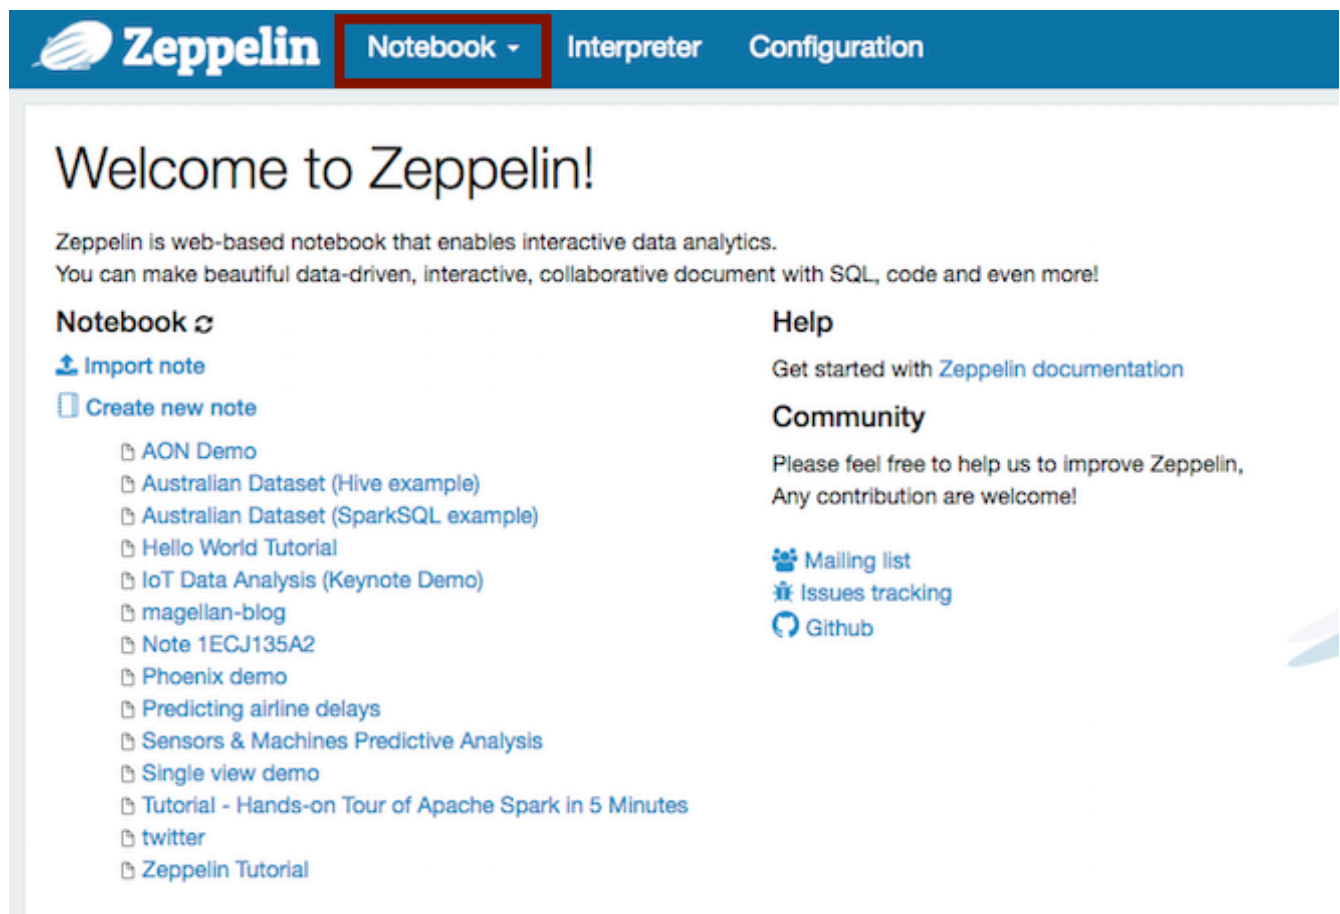 Zeppelin Notebook Interpreter Configuration
Welcome to Zeppelin!
Zeppelin is web-based notebook that enables interactive data analytics.
You can make beautiful data-driven, interactive, collaborative document with SQL, code and even more!
Notebook
Import note
Create new note
AON Demo
Australian Dataset (Hive example)
Australian Dataset (SparkSQL example)
Hello World Tutorial
IoT Data Analysis (Keynote Demo)
magellan-blog
Note 1ECJ135A2
Phoenix demo
Predicting airline delays
Sensors & Machines Predictive Analysis
Single view demo
Tutorial - Hands-on Tour of Apache Spark in 5 Minutes
twitter
Zeppelin Tutorial
Help
Get started with Zeppelin documentation
Community
Please feel free to help us to improve Zeppelin,
Any contribution are welcome!
Mailing list
Issues tracking
Github